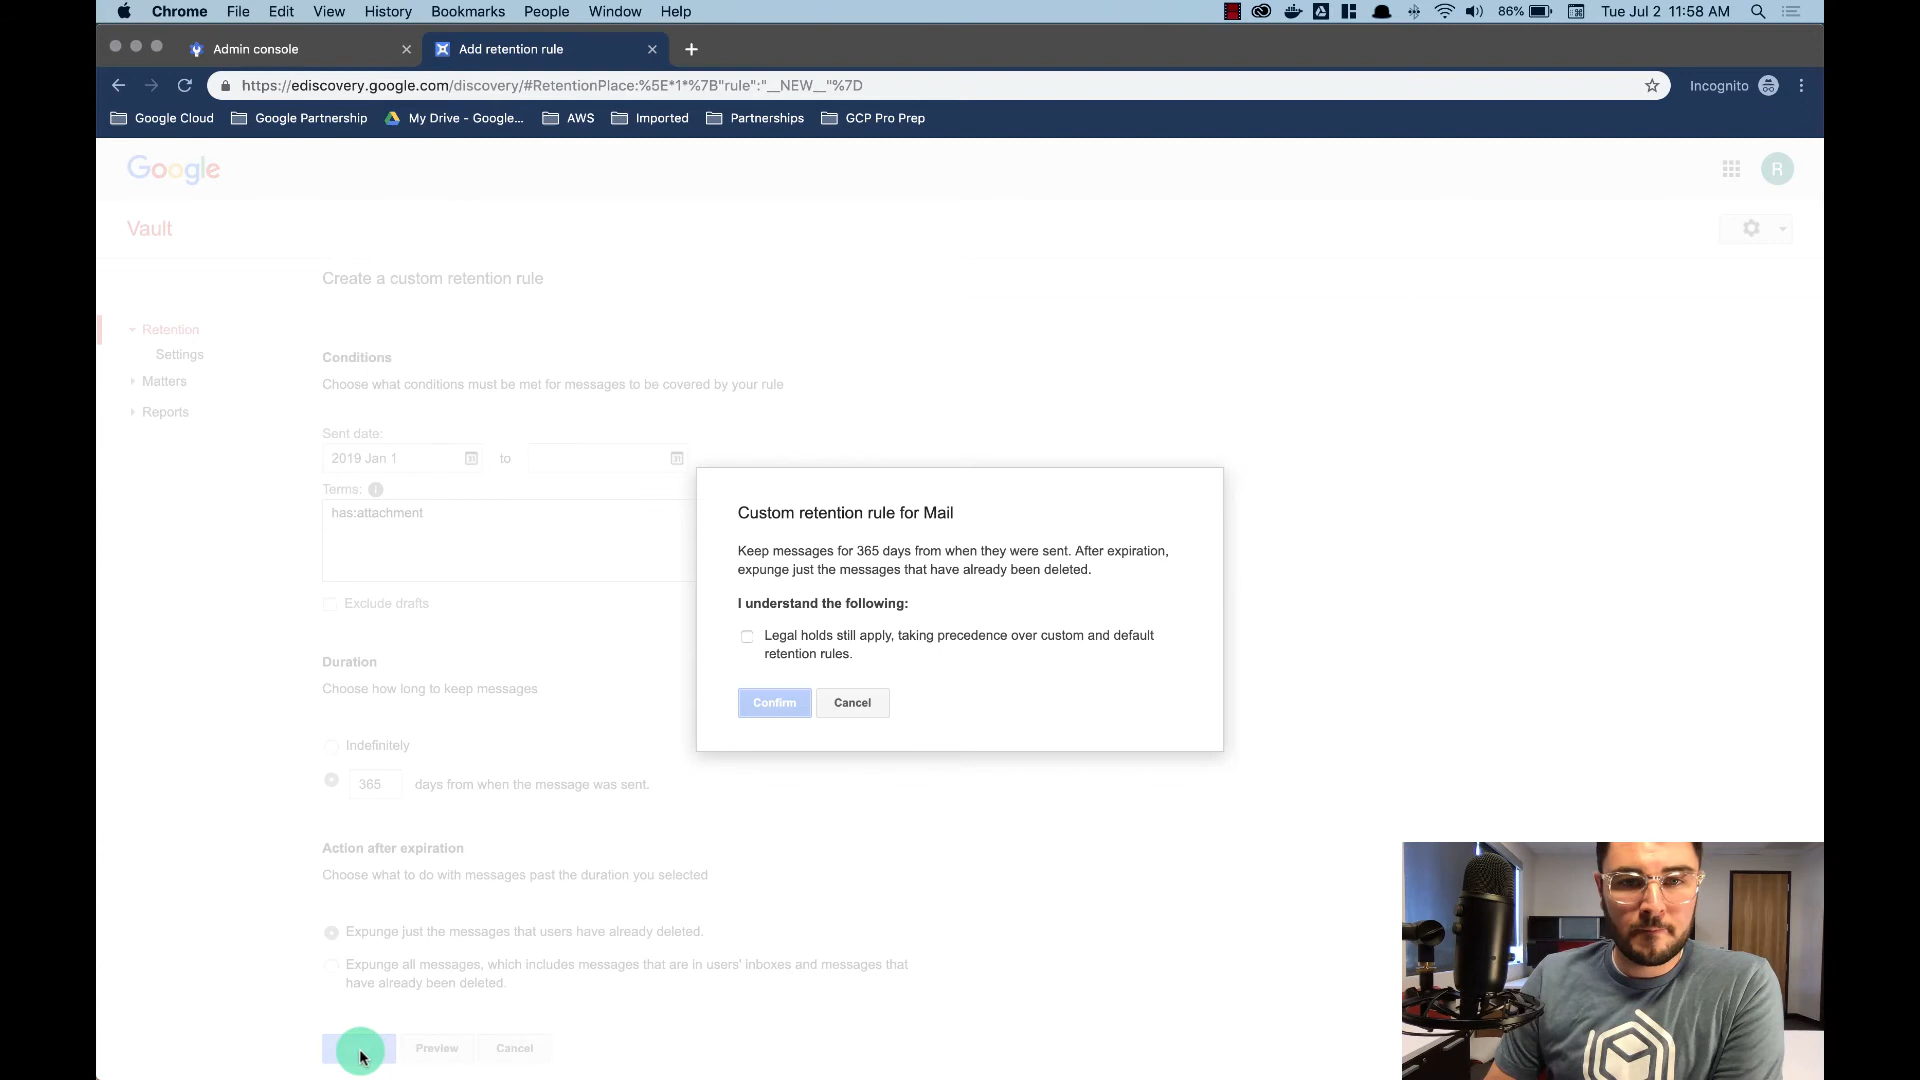 Chrome File Edit View History Bookmarks People Window Help 86% Tue Jul 2 11:58 AM
Admin console Add retention rule
https://ediscovery.google.com/discovery/#RetentionPlace:%5E*1*%7B"rule":"__NEW__"%7D Incognito
Google Cloud Google Partnership My Drive - Google... AWS Imported Partnerships GCP Pro Prep
Google R
Vault
Create a custom retention rule
Retention
Settings
Matters
Reports
Conditions
Choose what conditions must be met for messages to be covered by your rule
Sent date:
2019 Jan 1 to
Terms:
has:attachment
Exclude drafts
Duration
Choose how long to keep messages
Indefinitely
365 days from when the message was sent.
Action after expiration
Choose what to do with messages past the duration you selected
Expunge just the messages that users have already deleted.
Expunge all messages, which includes messages that are in users' inboxes and messages that
have already been deleted.
Preview Cancel
Custom retention rule for Mail
Keep messages for 365 days from when they were sent. After expiration,
expunge just the messages that have already been deleted.
I understand the following:
Legal holds still apply, taking precedence over custom and default
retention rules.
Confirm Cancel